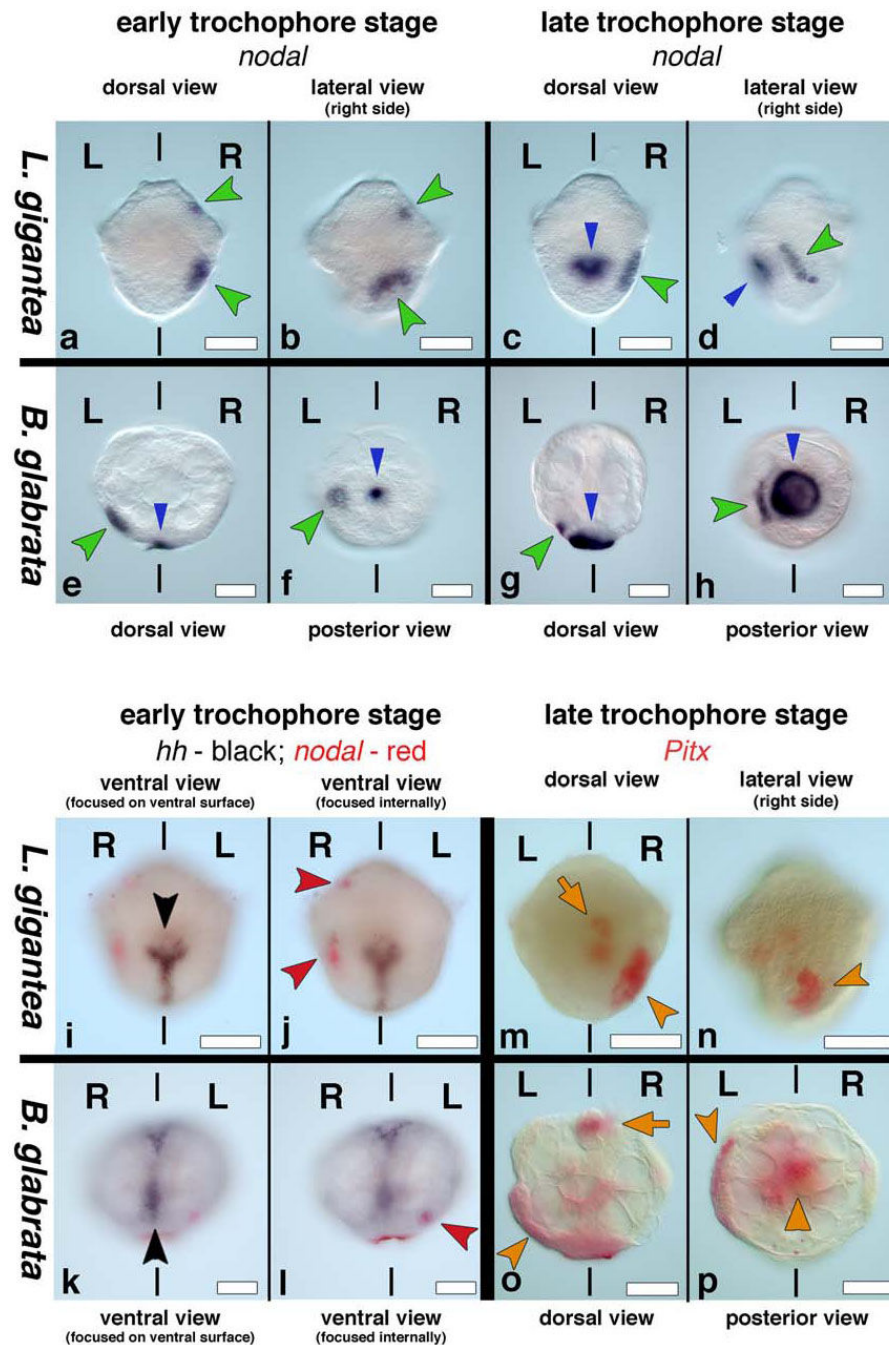 early trochophore stage late trochophore stage
nodal nodal
dorsal view lateral view dorsal view lateral view
(right side) (right side)
L. gigantea
L R L R
a b c d
B. glabrata
L R L R L R L R
e f g h
dorsal view posterior view dorsal view posterior view
early trochophore stage late trochophore stage
hh - black; nodal - red Pitx
ventral view ventral view dorsal view lateral view
(focused on ventral surface) (focused internally) (right side)
L. gigantea
R L R L L R
i j m n
B. glabrata
R L R L L R L R
k l o p
ventral view ventral view dorsal view posterior view
(focused on ventral surface) (focused internally)